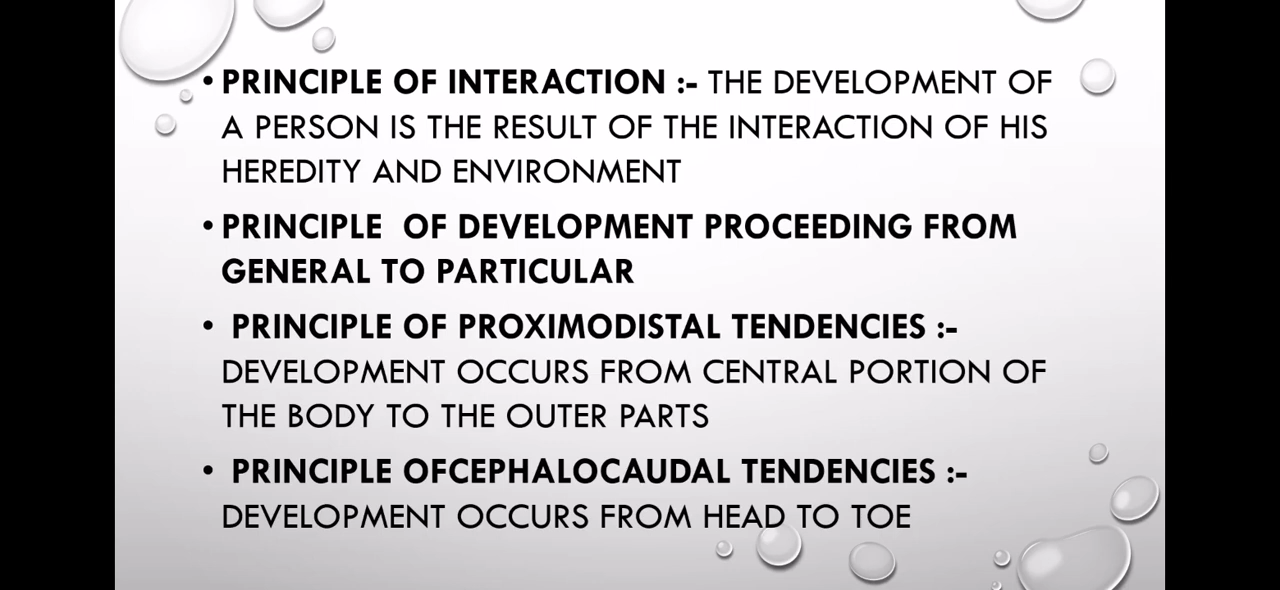 • PRINCIPLE OF INTERACTION :- THE DEVELOPMENT OF
A PERSON IS THE RESULT OF THE INTERACTION OF HIS
HEREDITY AND ENVIRONMENT
• PRINCIPLE OF DEVELOPMENT PROCEEDING FROM
GENERAL TO PARTICULAR
• PRINCIPLE OF PROXIMODISTAL TENDENCIES :-
DEVELOPMENT OCCURS FROM CENTRAL PORTION OF
THE BODY TO THE OUTER PARTS
• PRINCIPLE OFCEPHALOCAUDAL TENDENCIES :-
DEVELOPMENT OCCURS FROM HEAD TO TOE